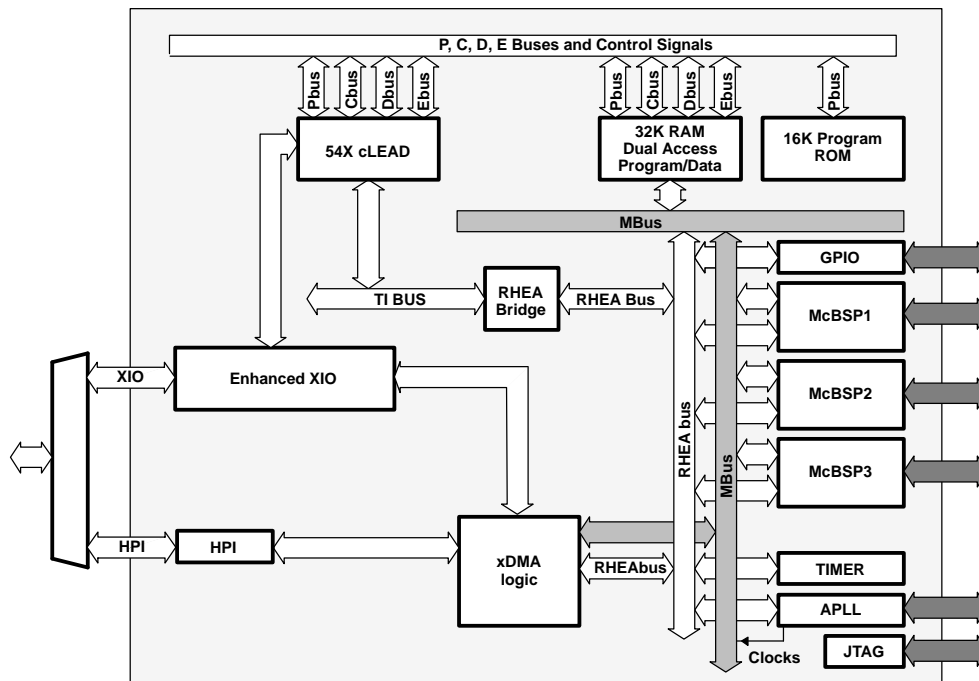 P, C, D, E Buses and Control Signals
Pbus
Cbus
Dbus
Ebus
Pbus
Cbus
Dbus
Ebus
Pbus
54X cLEAD
32K RAM
Dual Access
Program/Data
16K Program
ROM
MBus
GPIO
TI BUS
RHEA
Bridge
RHEA Bus
McBSP1
XIO
Enhanced XIO
McBSP2
RHEA bus
MBus
McBSP3
HPI
HPI
xDMA
logic
RHEAbus
TIMER
APLL
Clocks
JTAG